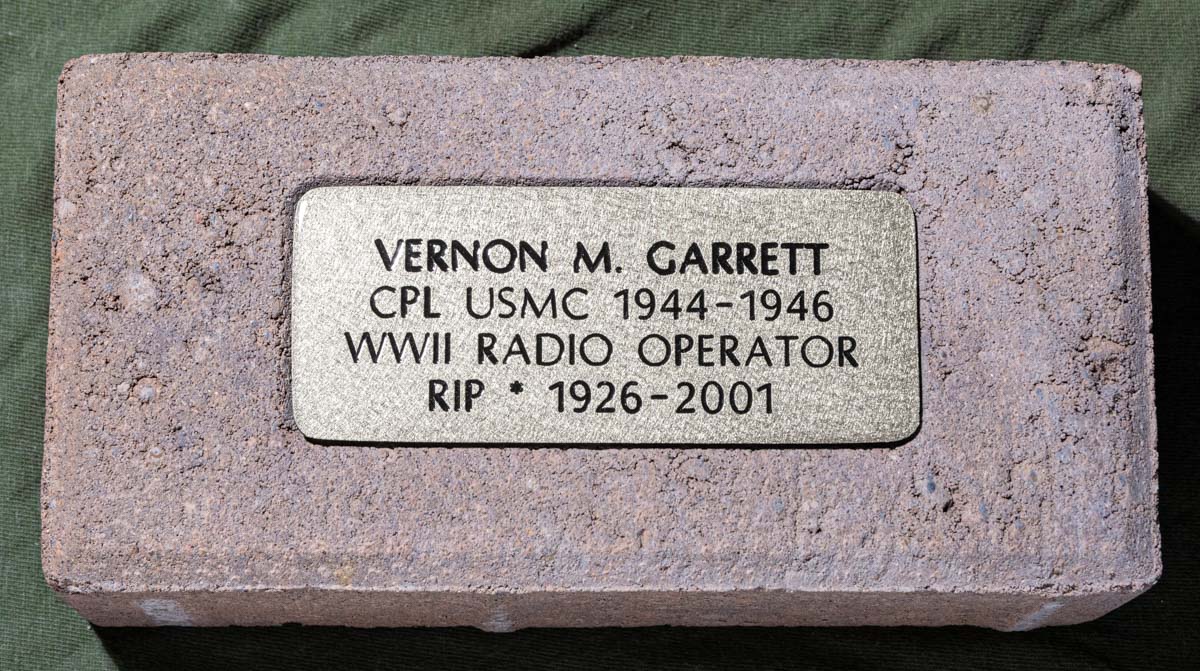 VERNON M. GARRETT
CPL USMC 1944-1946
WWII RADIO OPERATOR
RIP * 1926-2001